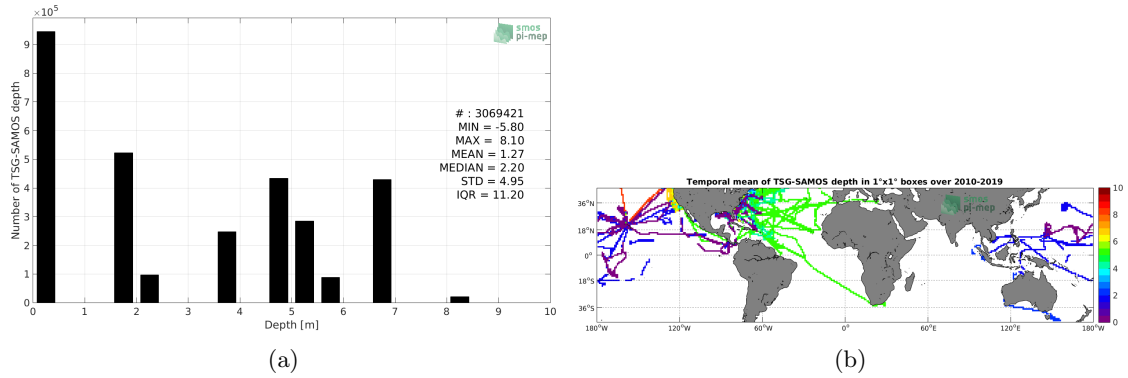 ×10⁵
9
8
7
6
5
4
3
2
1
0
Number of TSG-SAMOS depth
smos
pi-mep
# : 3069421
MIN = -5.80
MAX = 8.10
MEAN = 1.27
MEDIAN = 2.20
STD = 4.95
IQR = 11.20
0 1 2 3 4 5 6 7 8 9 10
Depth [m]
(a)
Temporal mean of TSG-SAMOS depth in 1°x1° boxes over 2010-2019
smos
pi-mep
36°N
18°N
0°
18°S
36°S
180°W 120°W 60°W 0° 60°E 120°E 180°W
10
8
6
4
2
0
(b)